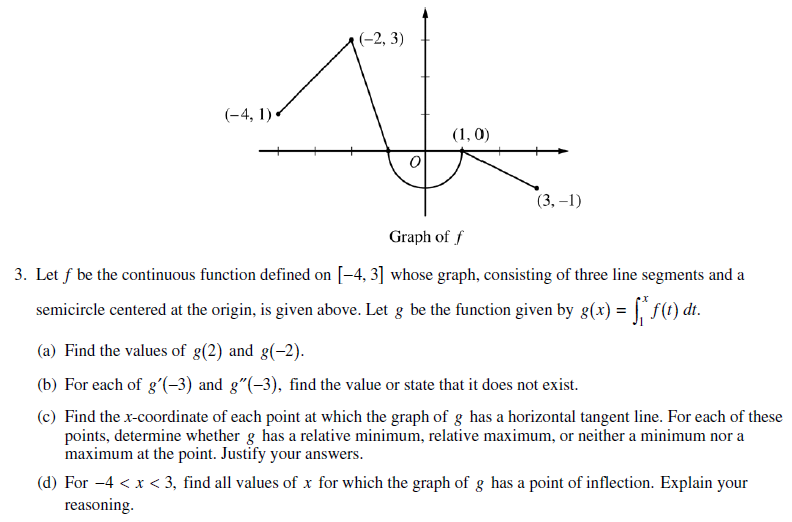 (−2, 3)
(−4, 1)
(1, 0)
O
(3, −1)
Graph of f
3. Let f be the continuous function defined on [−4, 3] whose graph, consisting of three line segments and a
semicircle centered at the origin, is given above. Let g be the function given by g(x) = ∫₁ˣ f(t) dt.
(a) Find the values of g(2) and g(−2).
(b) For each of g′(−3) and g″(−3), find the value or state that it does not exist.
(c) Find the x-coordinate of each point at which the graph of g has a horizontal tangent line. For each of these
points, determine whether g has a relative minimum, relative maximum, or neither a minimum nor a
maximum at the point. Justify your answers.
(d) For −4 < x < 3, find all values of x for which the graph of g has a point of inflection. Explain your
reasoning.